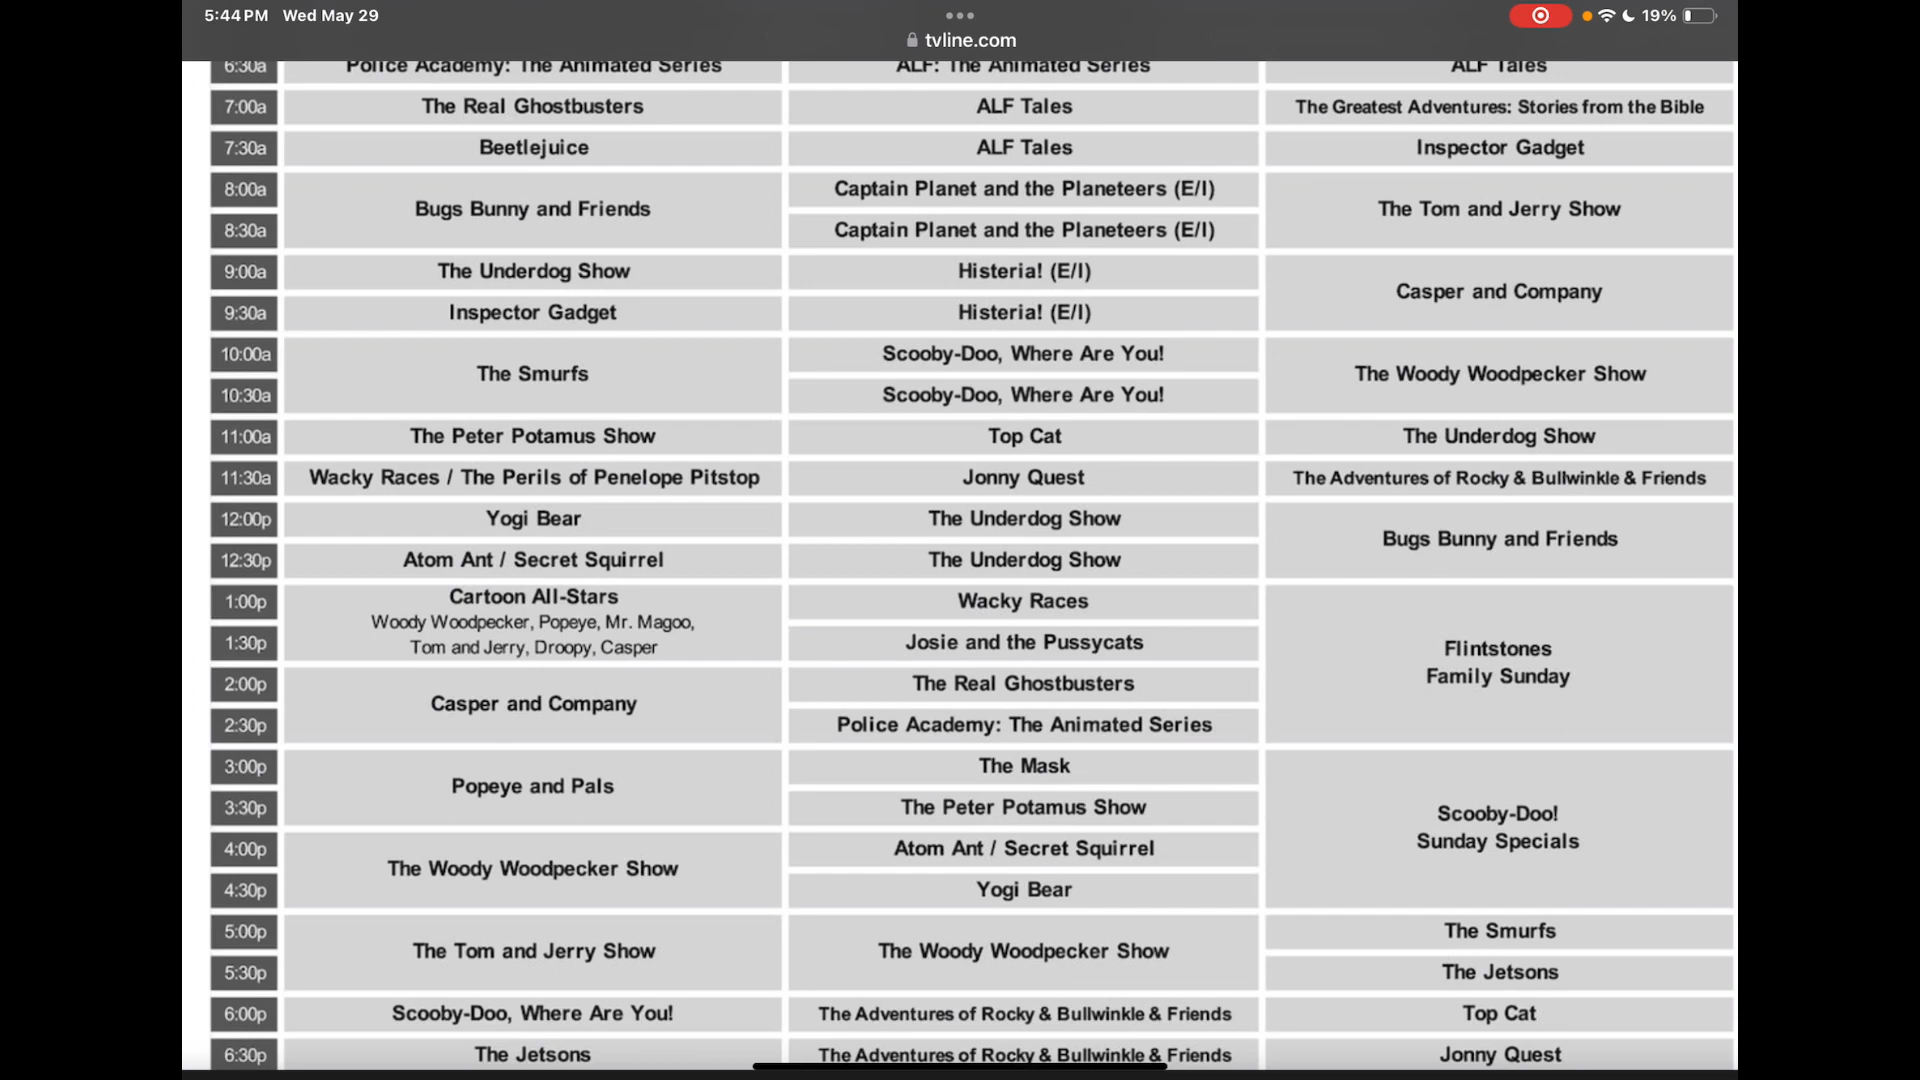 5:44 PM Wed May 29
19%
tvline.com
6:30a Police Academy: The Animated Series ALF: The Animated Series ALF Tales
7:00a The Real Ghostbusters ALF Tales The Greatest Adventures: Stories from the Bible
7:30a Beetlejuice ALF Tales Inspector Gadget
8:00a Captain Planet and the Planeteers (E/I)
Bugs Bunny and Friends The Tom and Jerry Show
8:30a Captain Planet and the Planeteers (E/I)
9:00a The Underdog Show Histeria! (E/I)
Casper and Company
9:30a Inspector Gadget Histeria! (E/I)
10:00a Scooby-Doo, Where Are You!
The Smurfs The Woody Woodpecker Show
10:30a Scooby-Doo, Where Are You!
11:00a The Peter Potamus Show Top Cat The Underdog Show
11:30a Wacky Races / The Perils of Penelope Pitstop Jonny Quest The Adventures of Rocky & Bullwinkle & Friends
12:00p Yogi Bear The Underdog Show
Bugs Bunny and Friends
12:30p Atom Ant / Secret Squirrel The Underdog Show
1:00p Cartoon All-Stars Wacky Races
Woody Woodpecker, Popeye, Mr. Magoo,
1:30p Tom and Jerry, Droopy, Casper Josie and the Pussycats
Flintstones
Family Sunday
2:00p The Real Ghostbusters
Casper and Company
2:30p Police Academy: The Animated Series
3:00p The Mask
Popeye and Pals
3:30p The Peter Potamus Show
Scooby-Doo!
Sunday Specials
4:00p Atom Ant / Secret Squirrel
The Woody Woodpecker Show
4:30p Yogi Bear
5:00p The Smurfs
The Tom and Jerry Show The Woody Woodpecker Show
5:30p The Jetsons
6:00p Scooby-Doo, Where Are You! The Adventures of Rocky & Bullwinkle & Friends Top Cat
6:30p The Jetsons The Adventures of Rocky & Bullwinkle & Friends Jonny Quest